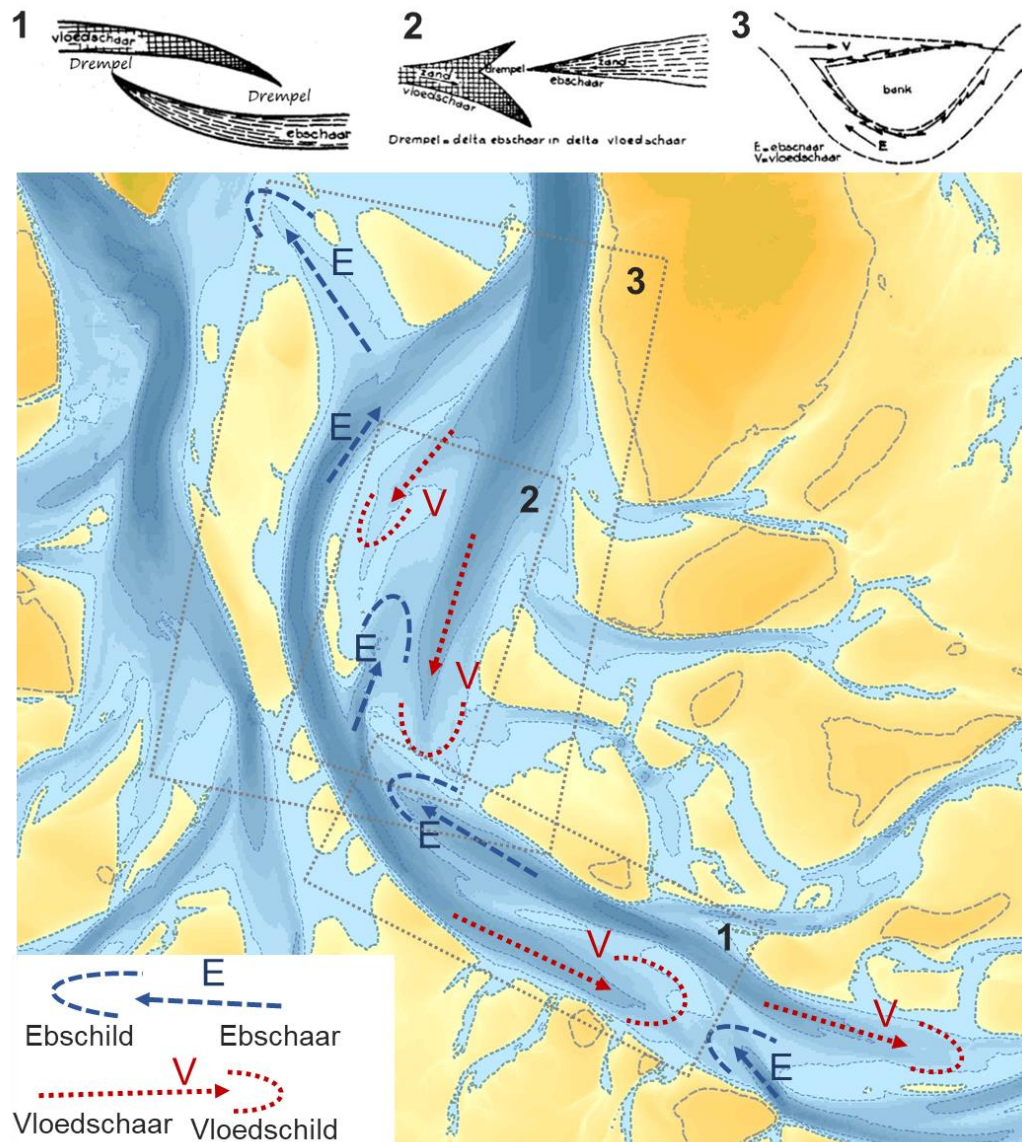 1
vloedschaar
Drempel
Drempel
ebschaar
2
zand
vloedschaar
drempel
zand
ebschaar
Drempel = delta ebschaar in delta vloedschaar
3
V
bank
E
E=ebschaar
V=vloedschaar
E
3
E
2
V
E
V
E
1
V
V
E
E
Ebschild
Ebschaar
V
Vloedschaar
Vloedschild